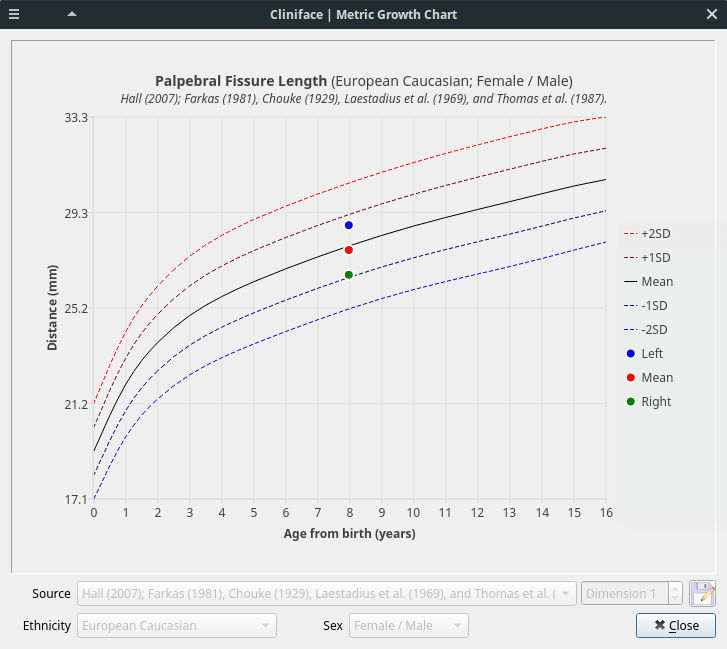 Cliniface | Metric Growth Chart
Palpebral Fissure Length (European Caucasian; Female / Male)
Hall (2007); Farkas (1981), Chouke (1929), Laestadius et al. (1969), and Thomas et al. (1987).
33.3
29.3
25.2
21.2
17.1
Distance (mm)
0 1 2 3 4 5 6 7 8 9 10 11 12 13 14 15 16
Age from birth (years)
+2SD
+1SD
Mean
-1SD
-2SD
Left
Mean
Right
Source Hall (2007); Farkas (1981), Chouke (1929), Laestadius et al. (1969), and Thomas et al. ( Dimension 1
Ethnicity European Caucasian Sex Female / Male Close